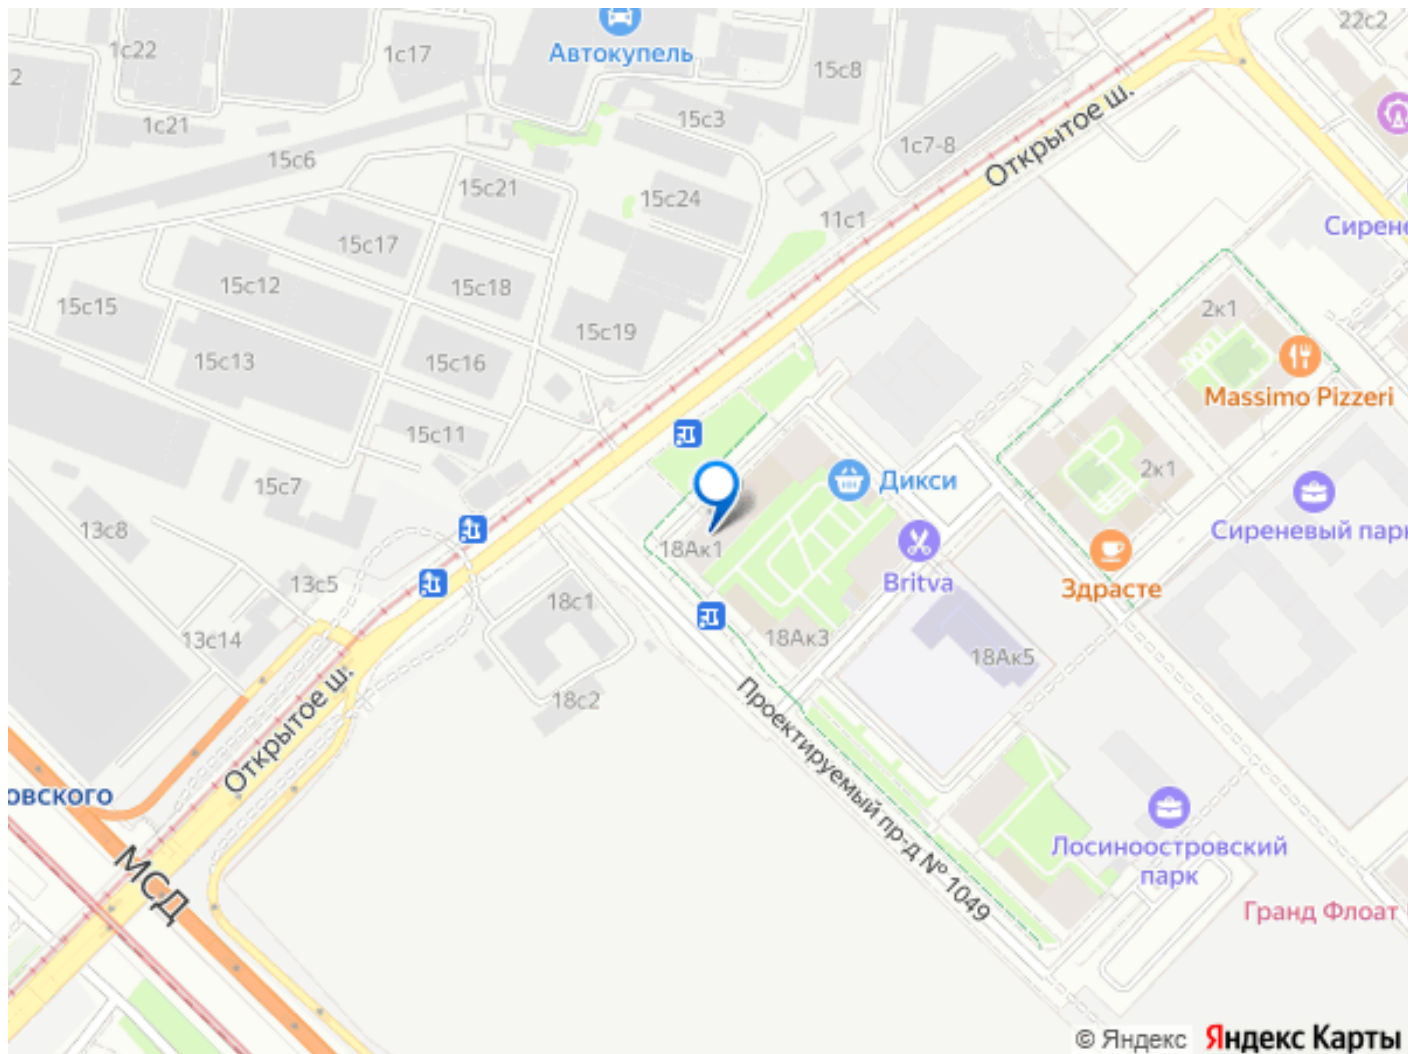 22с2
1с22
1с17
Автокупель
15с8
2
15с3
1с21
1с7-8
Открытое ш.
15с6
15с21
15с24
11с1
Сирене
15с17
15с12
15с18
15с15
2к1
15с19
15с13
15с16
Massimo Pizzeri
15с11
2к1
Дикси
15с7
Сиреневый парк
13с8
18Ак1
Britva
Здрасте
13с5
18с1
13с14
18Ак3
18Ак5
Открытое ш.
18с2
Проектируемый пр-д № 1049
овского
МСД
Лосиноостровский
парк
Гранд Флоат
© Яндекс Яндекс Карты